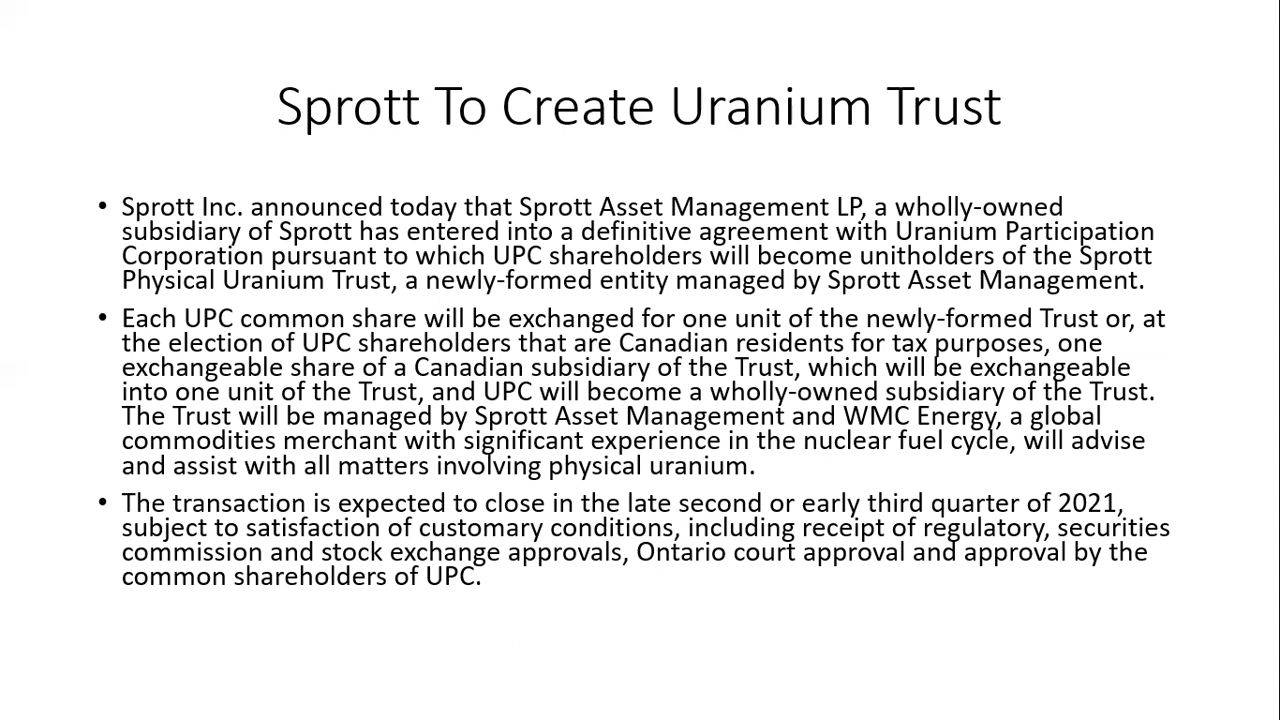 Sprott To Create Uranium Trust
• Sprott Inc. announced today that Sprott Asset Management LP, a wholly-owned
subsidiary of Sprott has entered into a definitive agreement with Uranium Participation
Corporation pursuant to which UPC shareholders will become unitholders of the Sprott
Physical Uranium Trust, a newly-formed entity managed by Sprott Asset Management.
• Each UPC common share will be exchanged for one unit of the newly-formed Trust or, at
the election of UPC shareholders that are Canadian residents for tax purposes, one
exchangeable share of a Canadian subsidiary of the Trust, which will be exchangeable
into one unit of the Trust, and UPC will become a wholly-owned subsidiary of the Trust.
The Trust will be managed by Sprott Asset Management and WMC Energy, a global
commodities merchant with significant experience in the nuclear fuel cycle, will advise
and assist with all matters involving physical uranium.
• The transaction is expected to close in the late second or early third quarter of 2021,
subject to satisfaction of customary conditions, including receipt of regulatory, securities
commission and stock exchange approvals, Ontario court approval and approval by the
common shareholders of UPC.